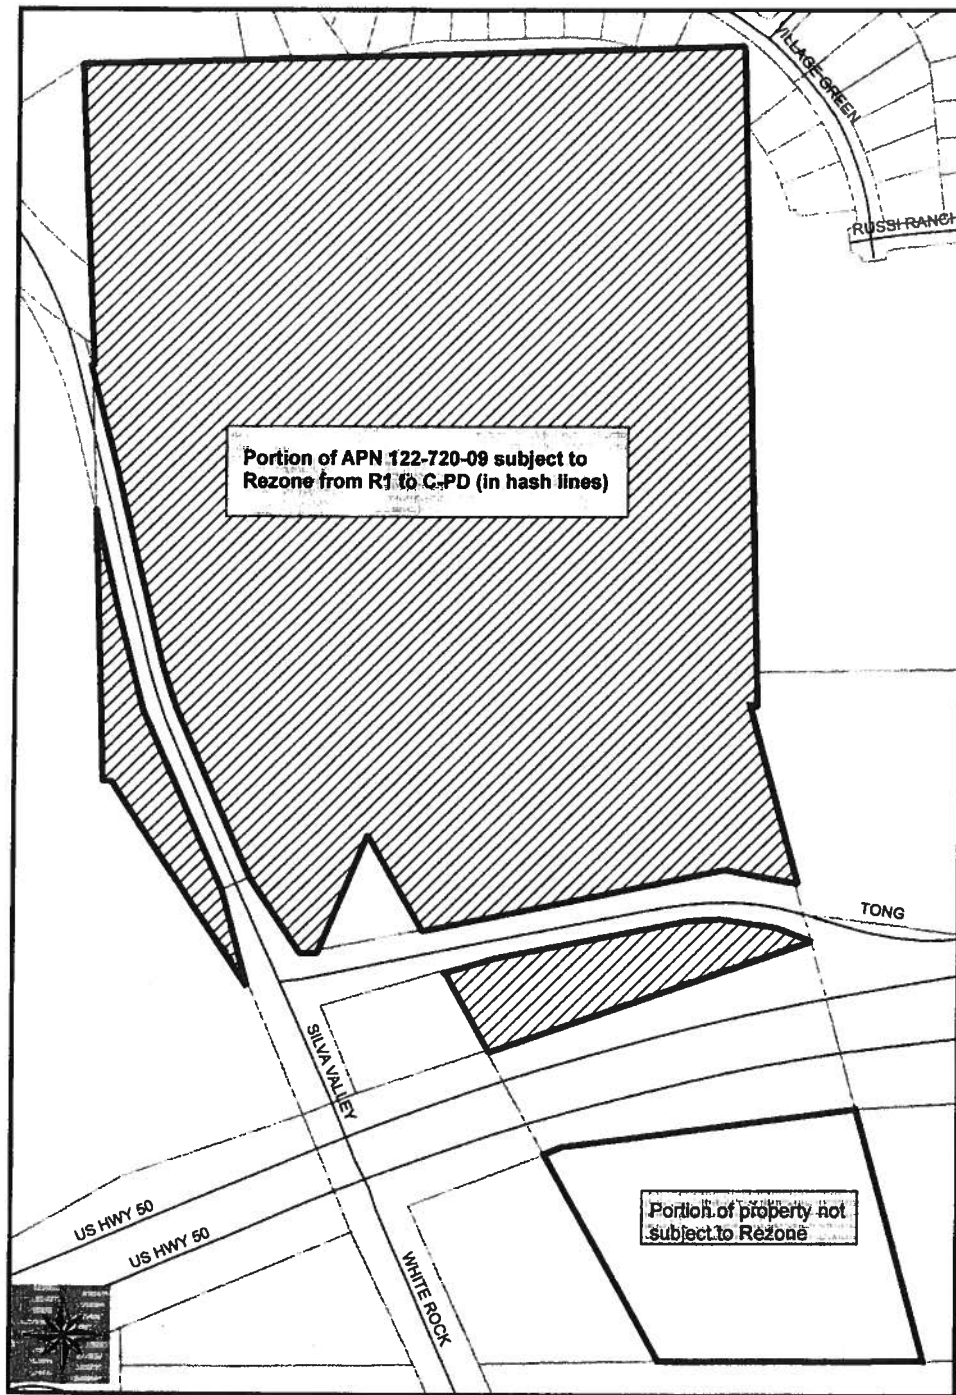 VILLAGE GREEN
RUSSI RANCH
Portion of APN 122-720-09 subject to
Rezone from R1 to C-PD (in hash lines)
TONG
SILVA VALLEY
US HWY 50
US HWY 50
Portion of property not
subject to Rezone
WHITE ROCK